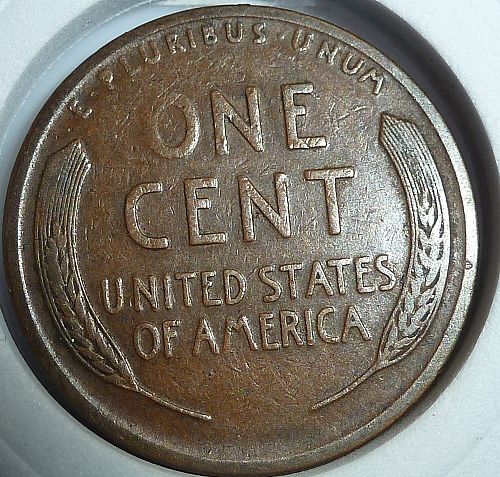 E·PLURIBUS·UNUM
ONE
CENT
UNITED STATES
OF AMERICA